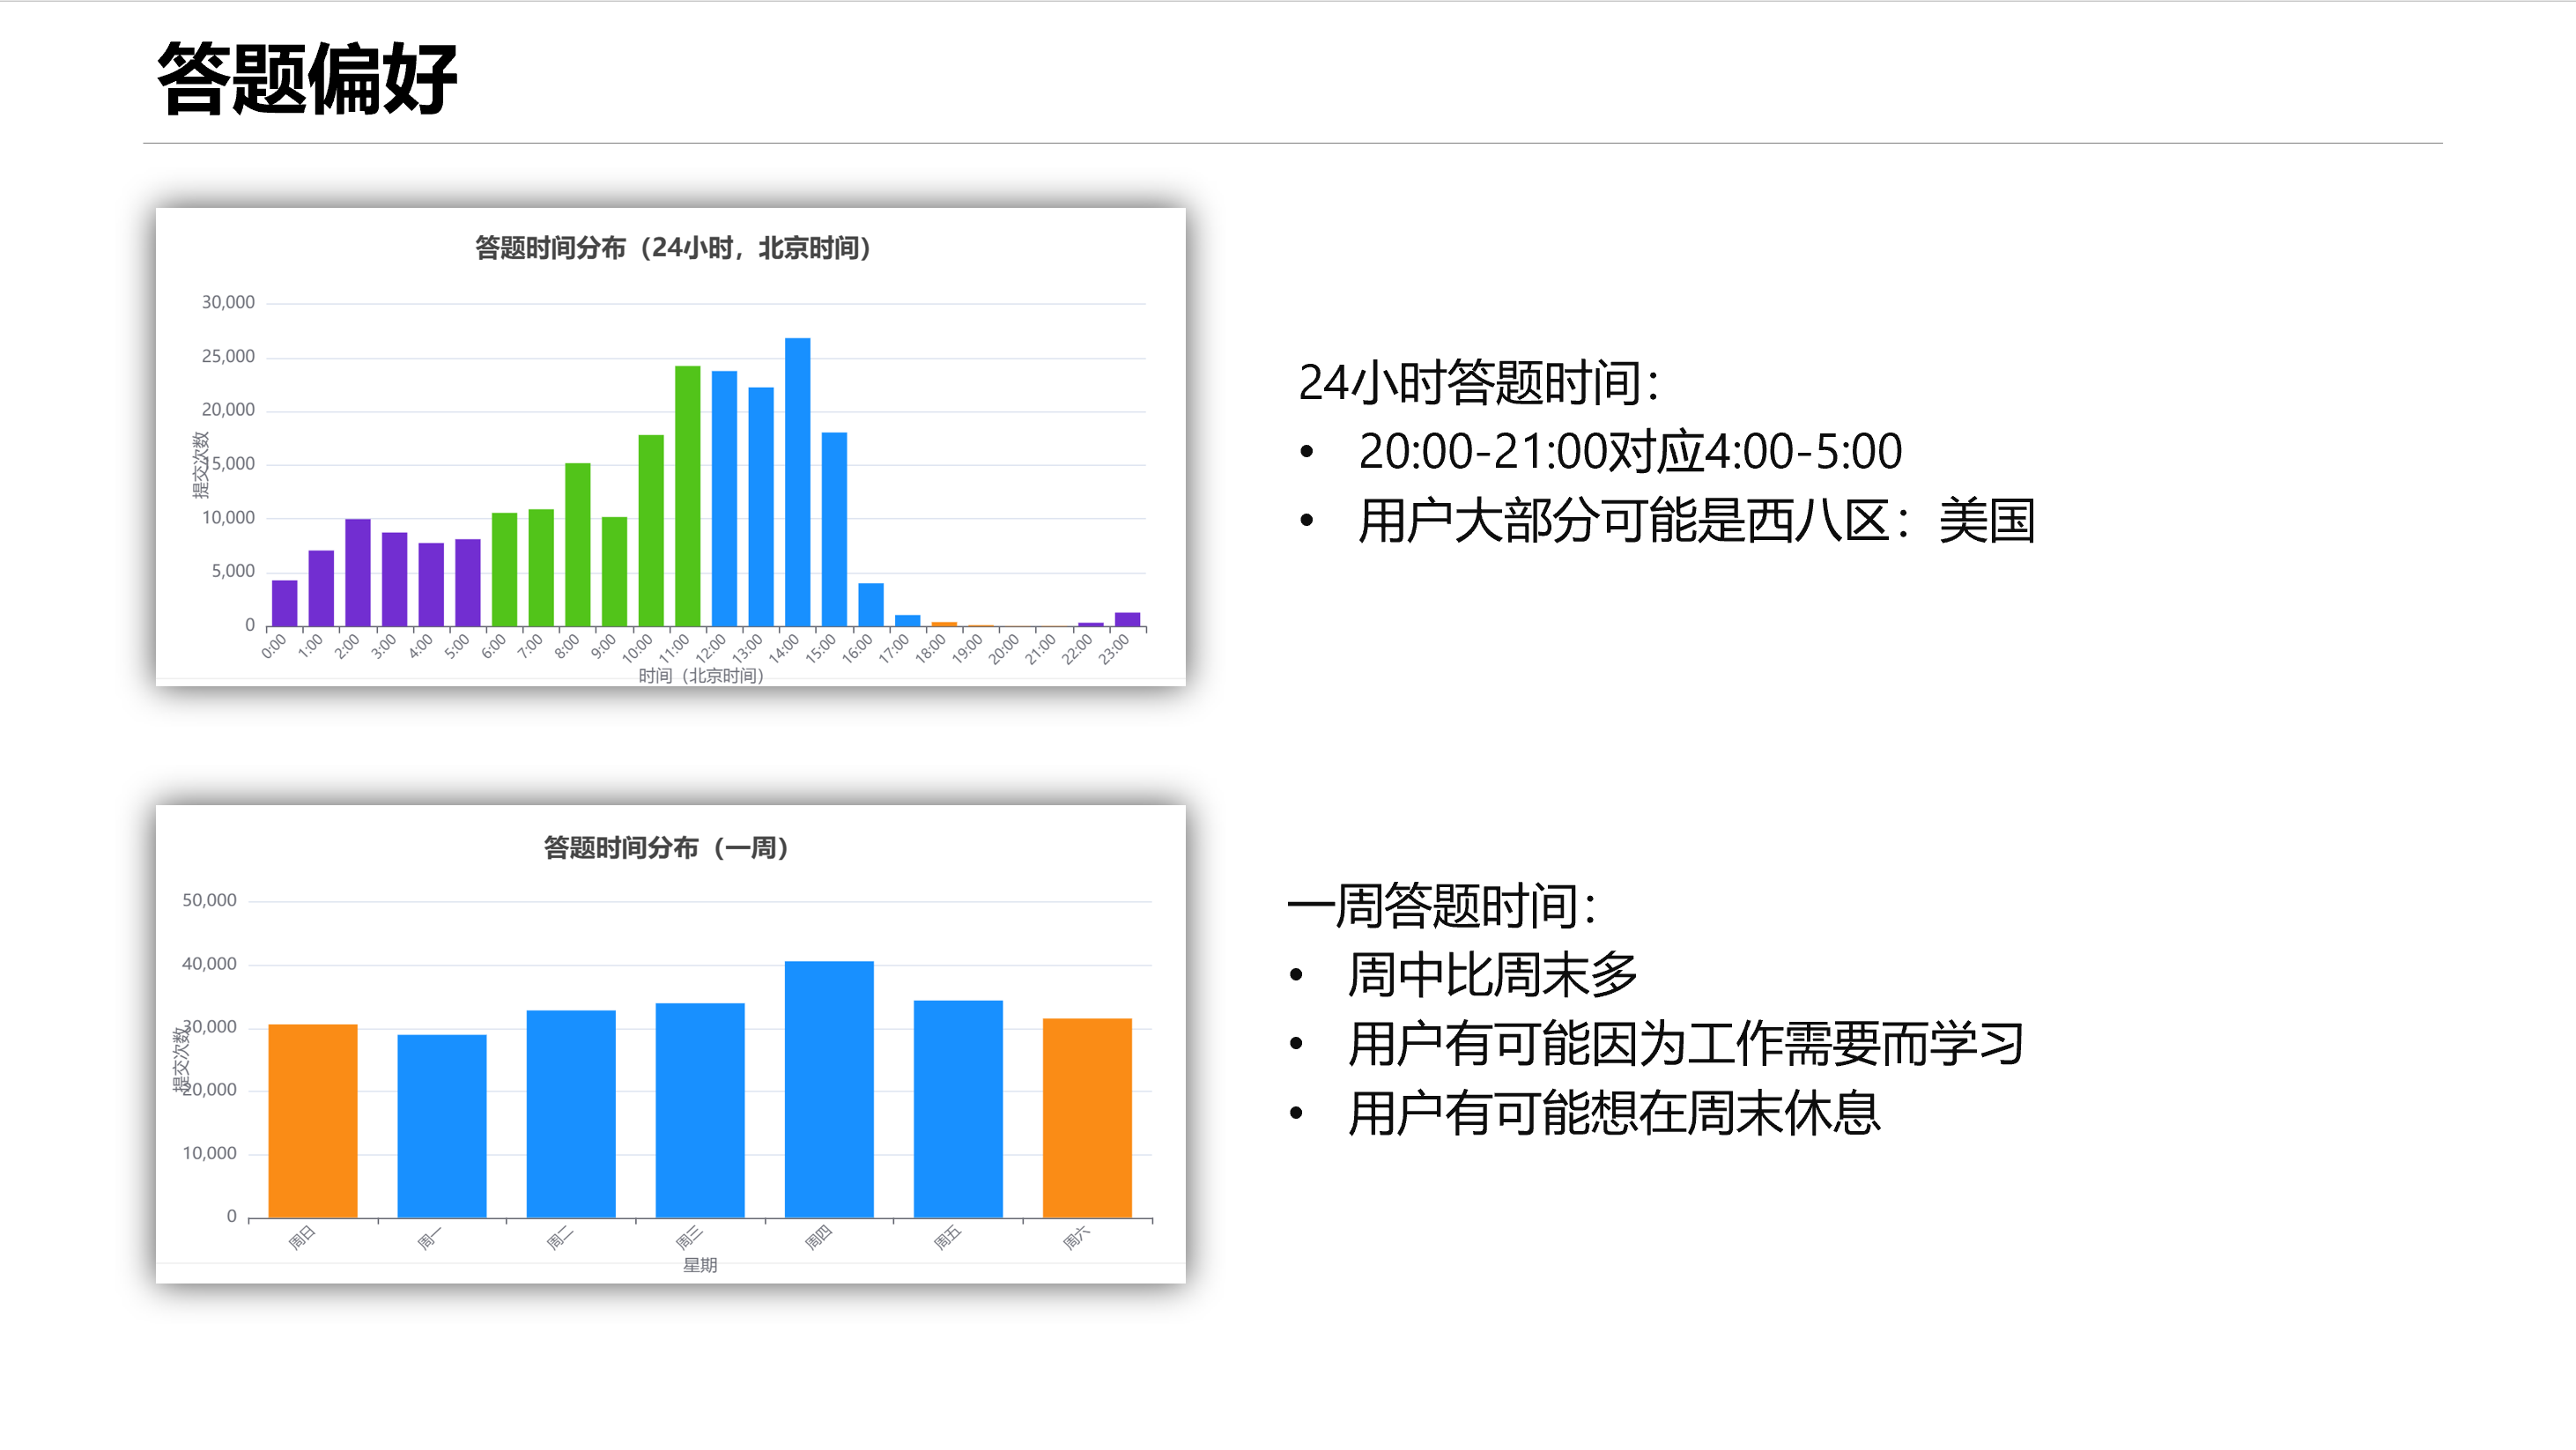 答题偏好
答题时间分布（24小时，北京时间）
30,000
25,000
20,000
15,000
10,000
5,000
0
提交次数
0:00
1:00
2:00
3:00
4:00
5:00
6:00
7:00
8:00
9:00
10:00
11:00
12:00
13:00
14:00
15:00
16:00
17:00
18:00
19:00
20:00
21:00
22:00
23:00
时间（北京时间）
24小时答题时间：
• 20:00-21:00对应4:00-5:00
• 用户大部分可能是西八区：美国
答题时间分布（一周）
50,000
40,000
30,000
20,000
10,000
0
提交次数
周日
周一
周二
周三
周四
周五
周六
星期
一周答题时间：
• 周中比周末多
• 用户有可能因为工作需要而学习
• 用户有可能想在周末休息